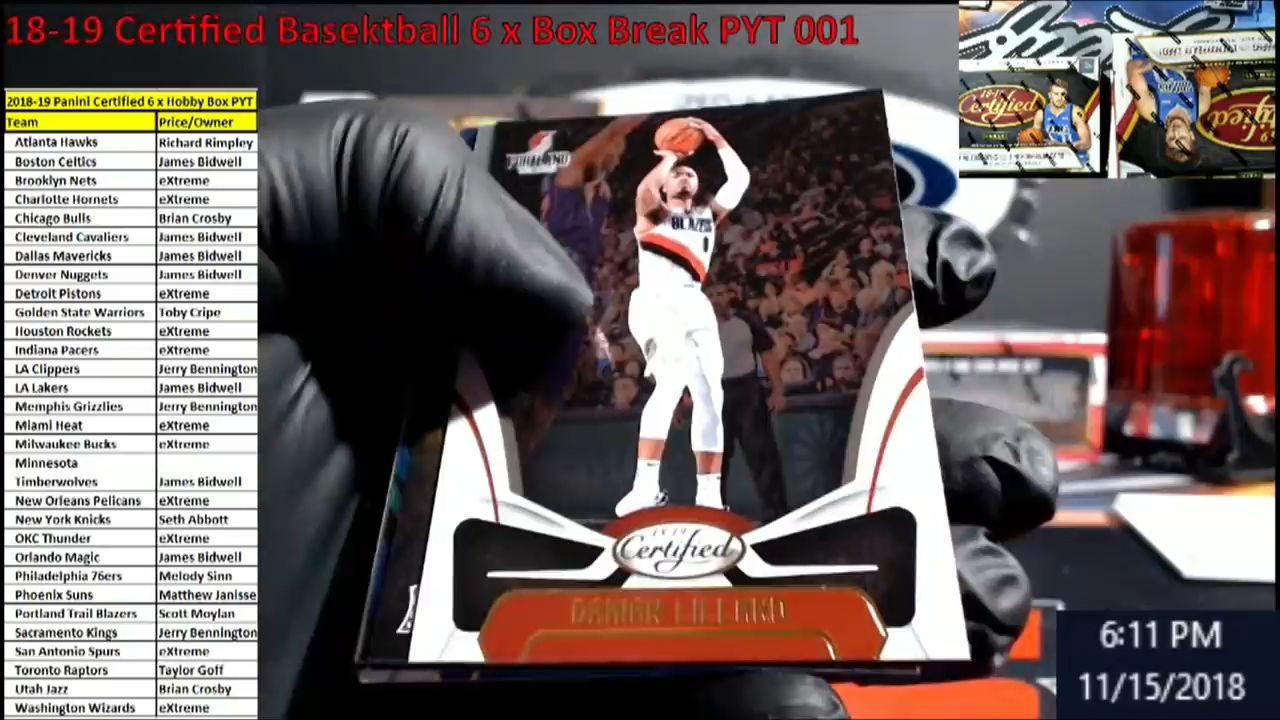 18-19 Certified Basektball 6 x Box Break PYT 001
2018-19 Panini Certified 6 x Hobby Box PYT
Team Price/Owner
Atlanta Hawks Richard Rimpley
Boston Celtics James Bidwell
Brooklyn Nets eXtreme
Charlotte Hornets eXtreme
Chicago Bulls Brian Crosby
Cleveland Cavaliers James Bidwell
Dallas Mavericks James Bidwell
Denver Nuggets James Bidwell
Detroit Pistons eXtreme
Golden State Warriors Toby Cripe
Houston Rockets eXtreme
Indiana Pacers eXtreme
LA Clippers Jerry Bennington
LA Lakers James Bidwell
Memphis Grizzlies Jerry Bennington
Miami Heat eXtreme
Milwaukee Bucks eXtreme
Minnesota
Timberwolves James Bidwell
New Orleans Pelicans eXtreme
New York Knicks Seth Abbott
OKC Thunder eXtreme
Orlando Magic James Bidwell
Philadelphia 76ers Melody Sinn
Phoenix Suns Matthew Janisse
Portland Trail Blazers Scott Moylan
Sacramento Kings Jerry Bennington
San Antonio Spurs eXtreme
Toronto Raptors Taylor Goff
Utah Jazz Brian Crosby
Washington Wizards eXtreme
PORTLAND
BLAZERS
0
18-19
Certified
DAMIAN LILLARD
Certified
6:11 PM
11/15/2018